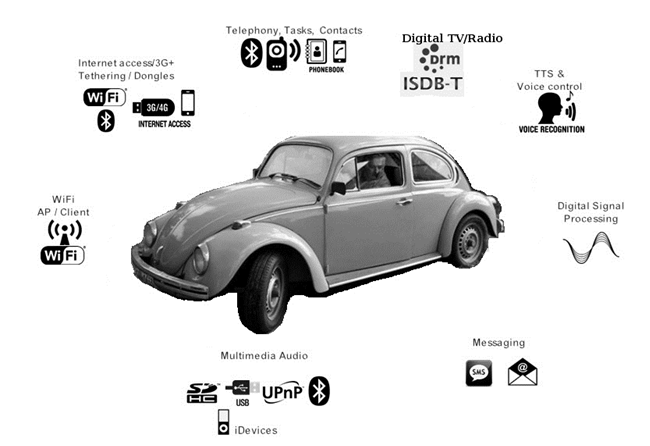 Telephony, Tasks, Contacts
PHONEBOOK
Digital TV/Radio
DRM
ISDB-T
Internet access/3G+
Tethering / Dongles
WiFi
3G/4G
INTERNET ACCESS
TTS &
Voice control
VOICE RECOGNITION
WiFi
AP / Client
WiFi
Digital Signal
Processing
Multimedia Audio
SD
HC
USB
UPnP
iDevices
Messaging
SMS
@